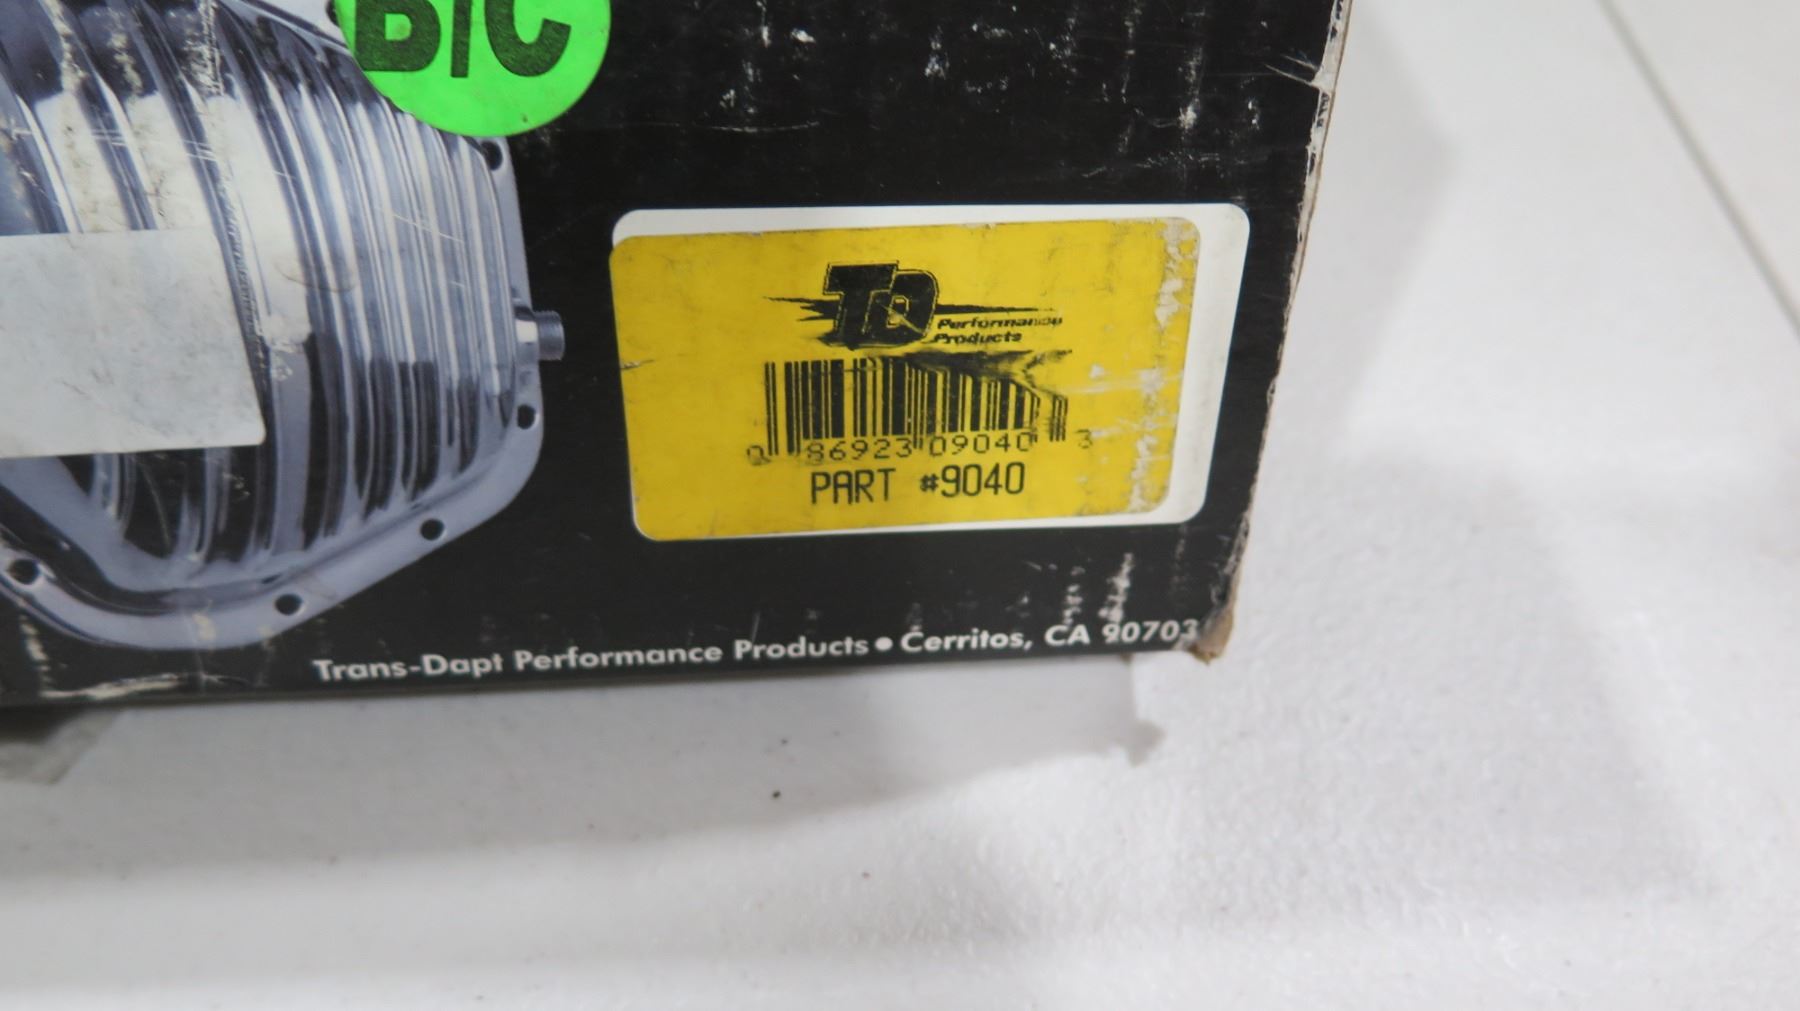 B/C
TD
Performance
Products
0 86923 09040 3
PART #9040
Trans-Dapt Performance Products • Cerritos, CA 90703